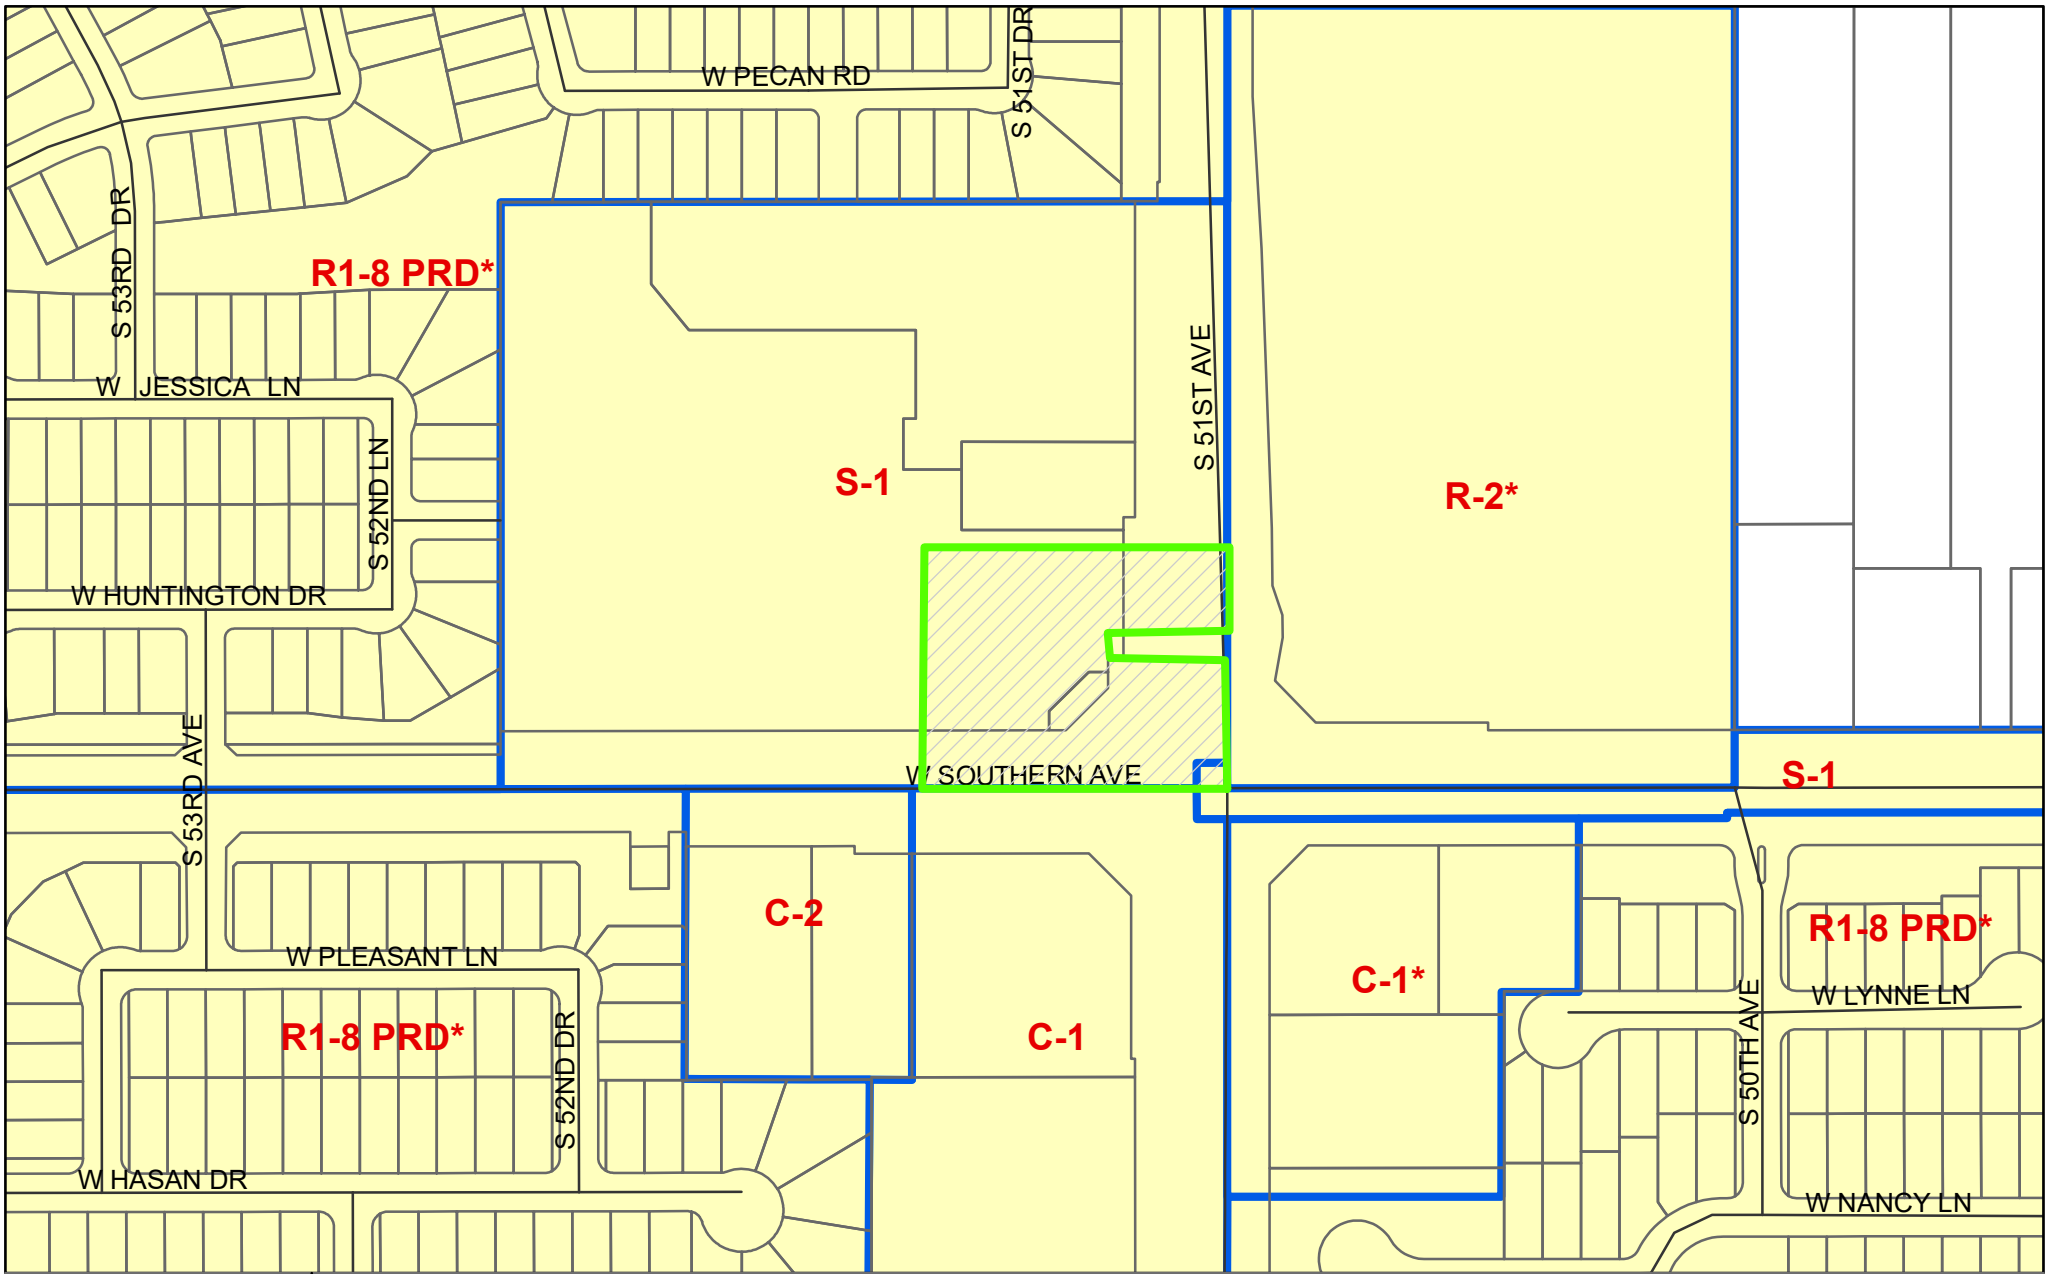 W PECAN RD
S 51ST DR
S 53RD DR
R1-8 PRD*
W JESSICA LN
S 51ST AVE
S 52ND LN
S-1
R-2*
W HUNTINGTON DR
S 53RD AVE
W SOUTHERN AVE
S-1
C-2
R1-8 PRD*
W PLEASANT LN
C-1*
W LYNNE LN
S 50TH AVE
R1-8 PRD*
S 52ND DR
C-1
W HASAN DR
W NANCY LN